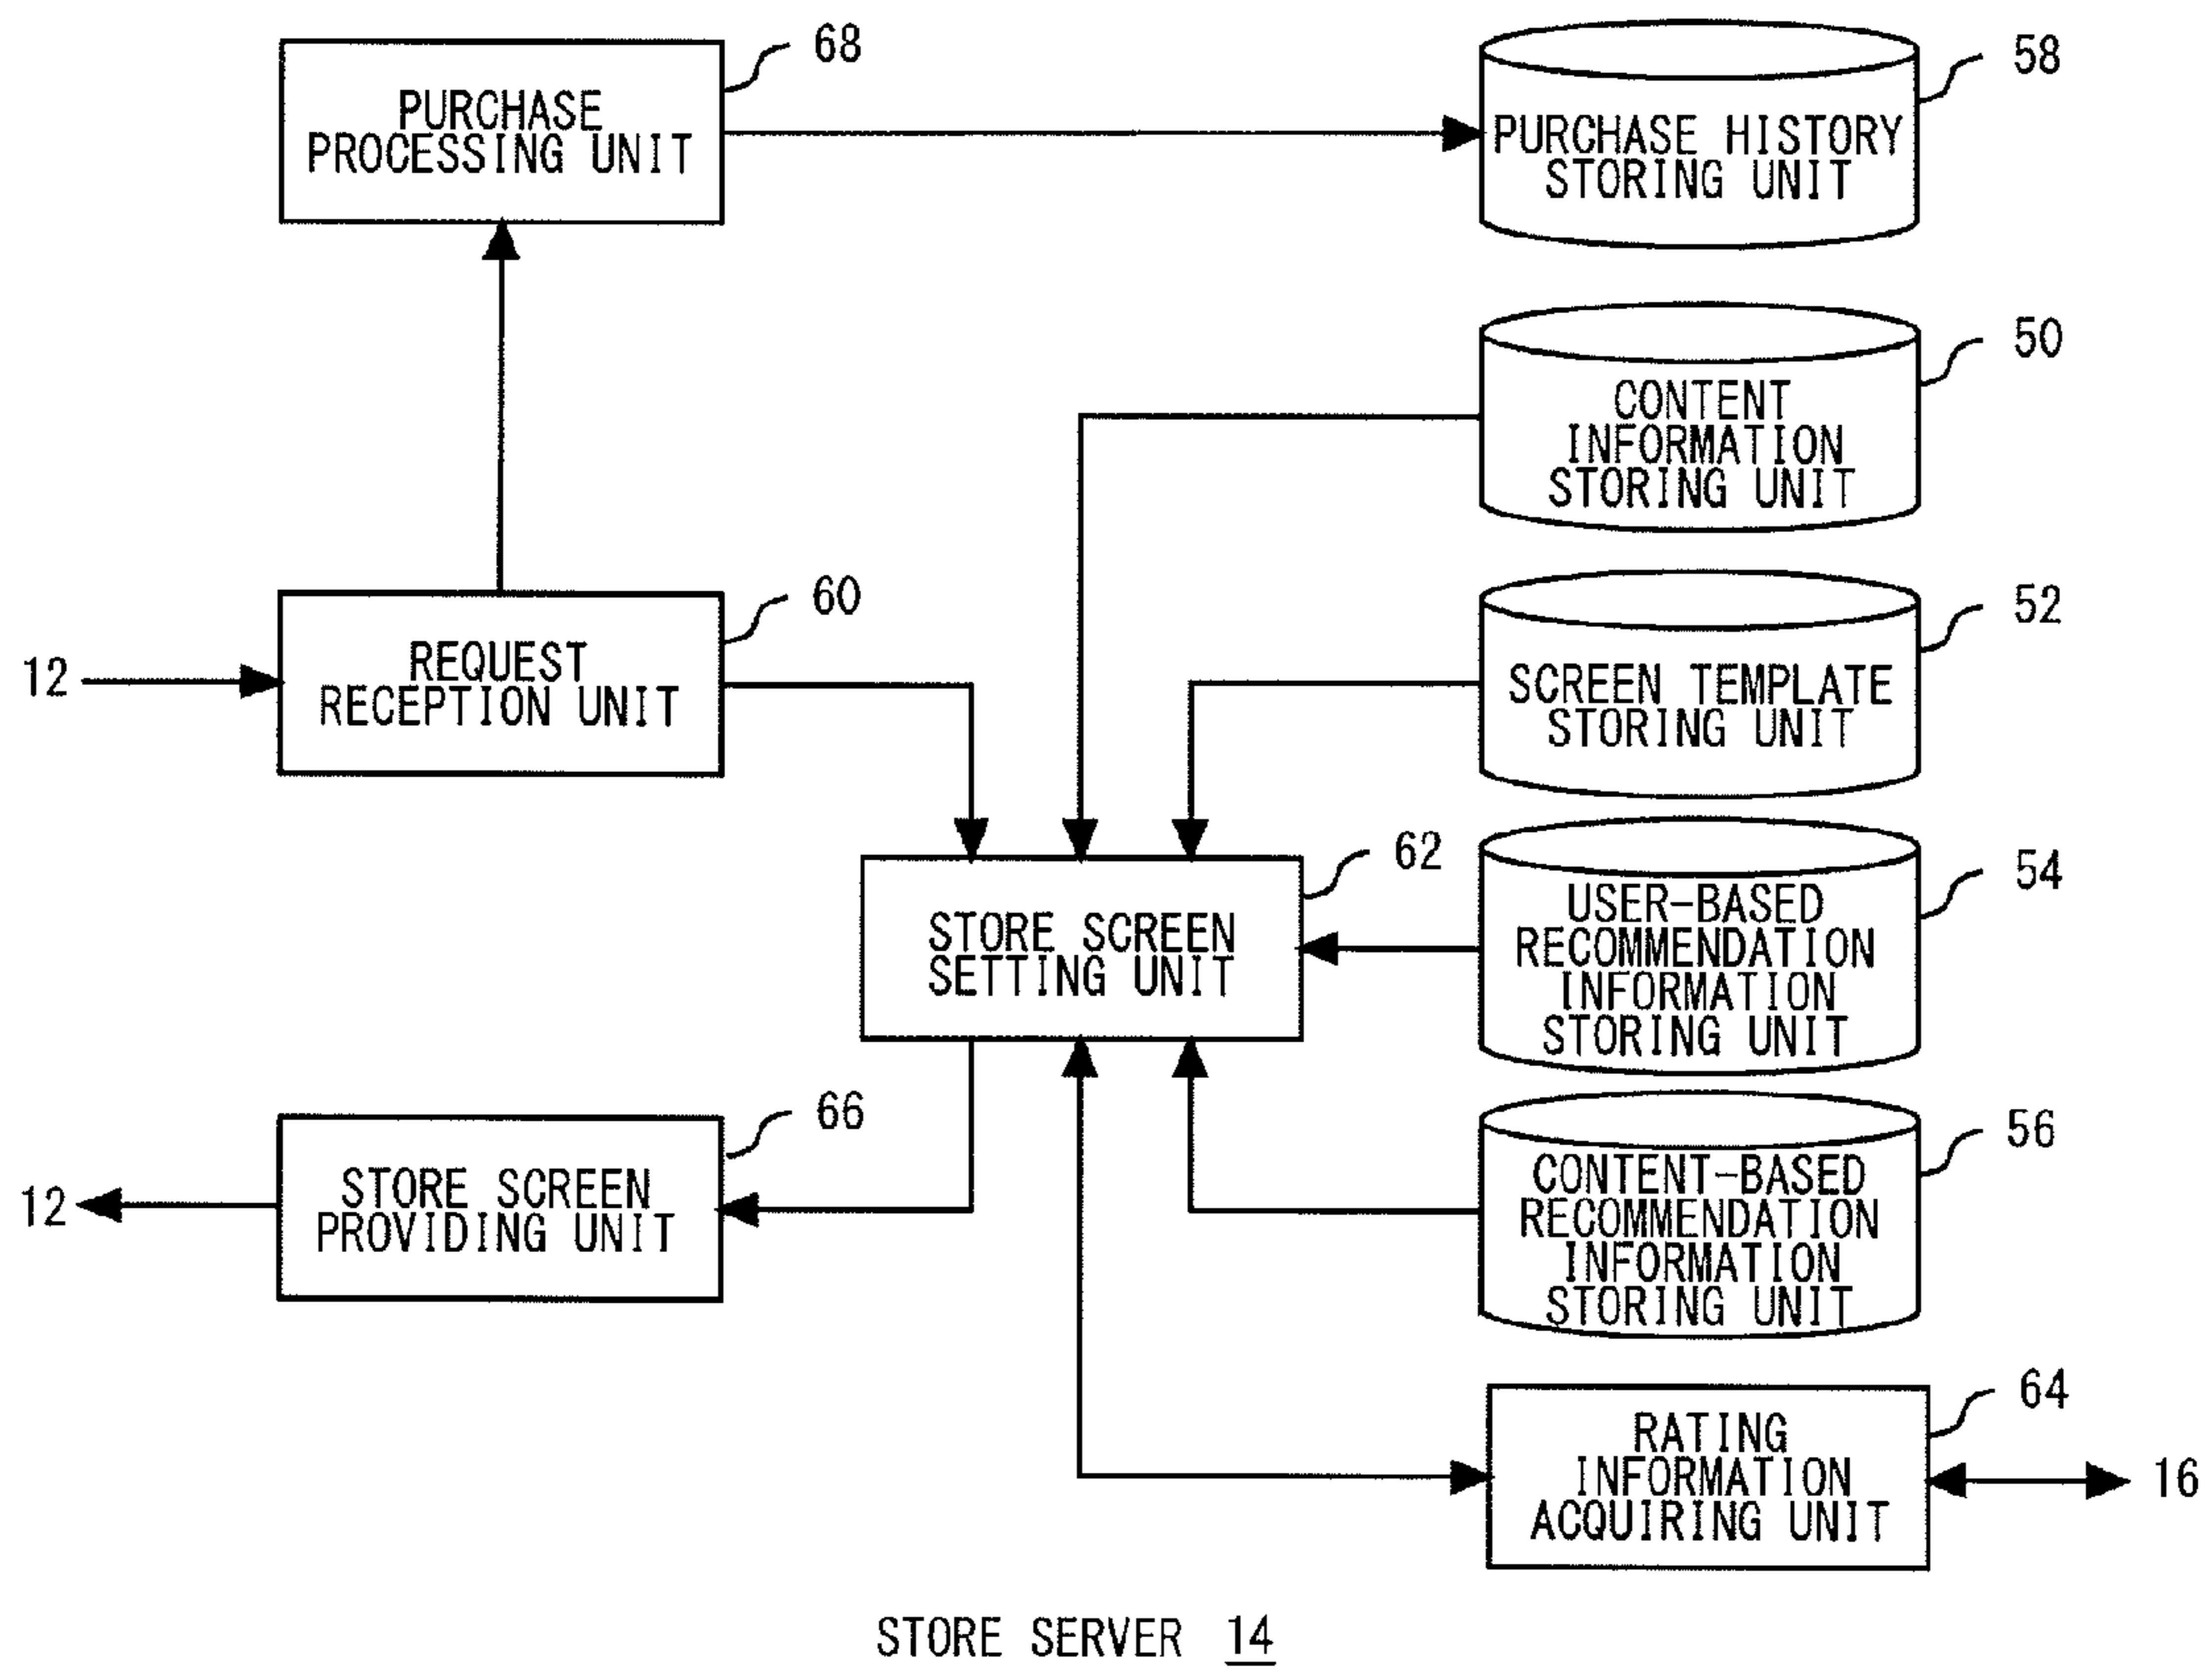 68
PURCHASE
PROCESSING UNIT
58
PURCHASE HISTORY
STORING UNIT
50
CONTENT
INFORMATION
STORING UNIT
60
12
REQUEST
RECEPTION UNIT
52
SCREEN TEMPLATE
STORING UNIT
62
STORE SCREEN
SETTING UNIT
54
USER-BASED
RECOMMENDATION
INFORMATION
STORING UNIT
66
12
STORE SCREEN
PROVIDING UNIT
56
CONTENT-BASED
RECOMMENDATION
INFORMATION
STORING UNIT
64
RATING
INFORMATION
ACQUIRING UNIT
16
STORE SERVER 14